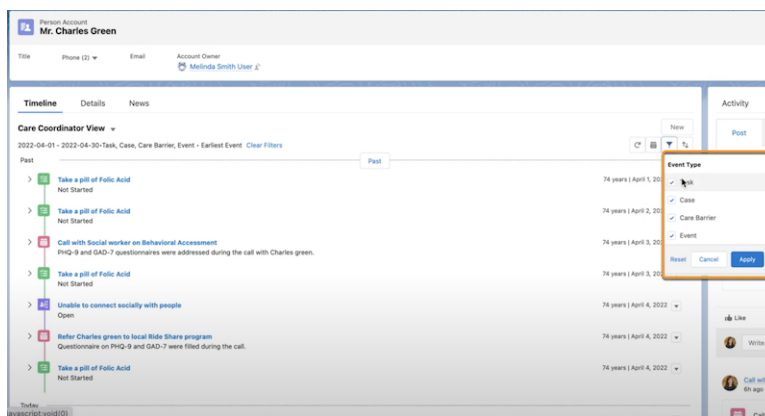 Person Account
Mr. Charles Green
Title
Phone (2)
Email
Account Owner
Melinda Smith User
Timeline
Details
News
Care Coordinator View
New
2022-04-01 - 2022-04-30•Task, Case, Care Barrier, Event • Earliest Event Clear Filters
Past
Past
Take a pill of Folic Acid
74 years | April 1, 202
Not Started
Take a pill of Folic Acid
74 years | April 2, 202
Not Started
Call with Social worker on Behavioral Assessment
74 years | April 3, 202
PHQ-9 and GAD-7 questionnaires were addressed during the call with Charles green.
Take a pill of Folic Acid
74 years | April 3, 202
Not Started
Unable to connect socially with people
74 years | April 4, 2022
Open
Refer Charles green to local Ride Share program
74 years | April 4, 2022
Questionnaire on PHQ-9 and GAD-7 were filled during the call.
Take a pill of Folic Acid
74 years | April 4, 2022
Not Started
Today
javascript:void(0)
Activity
Post
Event Type
Task
Case
Care Barrier
Event
Reset
Cancel
Apply
Like
Write
Call wit
6h ago